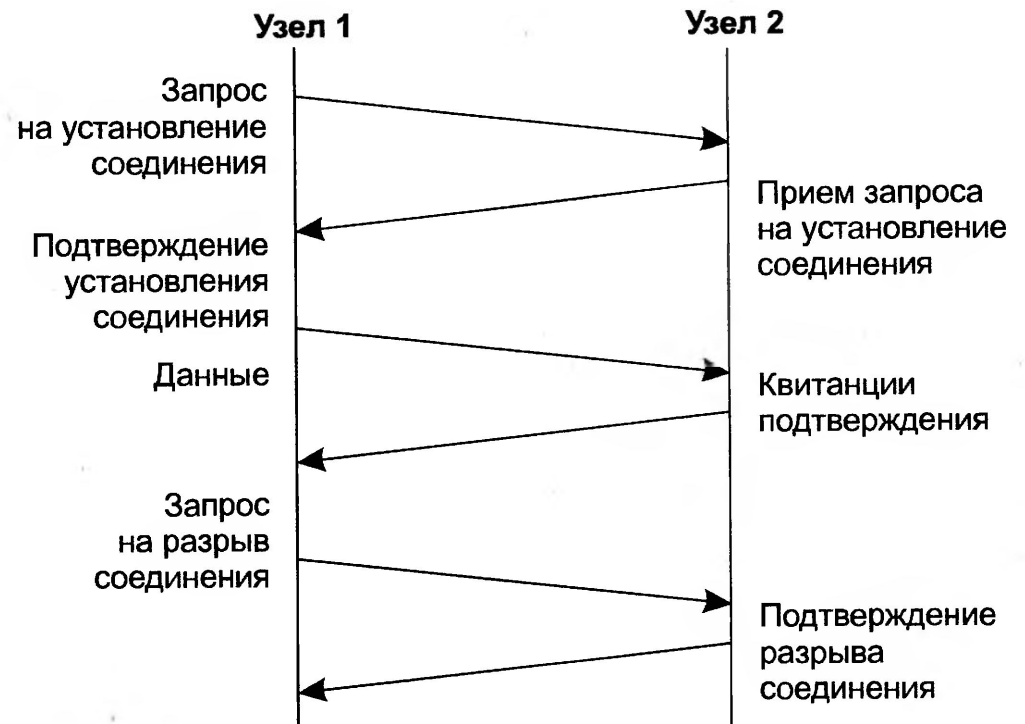 Узел 1
Узел 2
Запрос
на установление
соединения
Прием запроса
на установление
соединения
Подтверждение
установления
соединения
Данные
Квитанции
подтверждения
Запрос
на разрыв
соединения
Подтверждение
разрыва
соединения